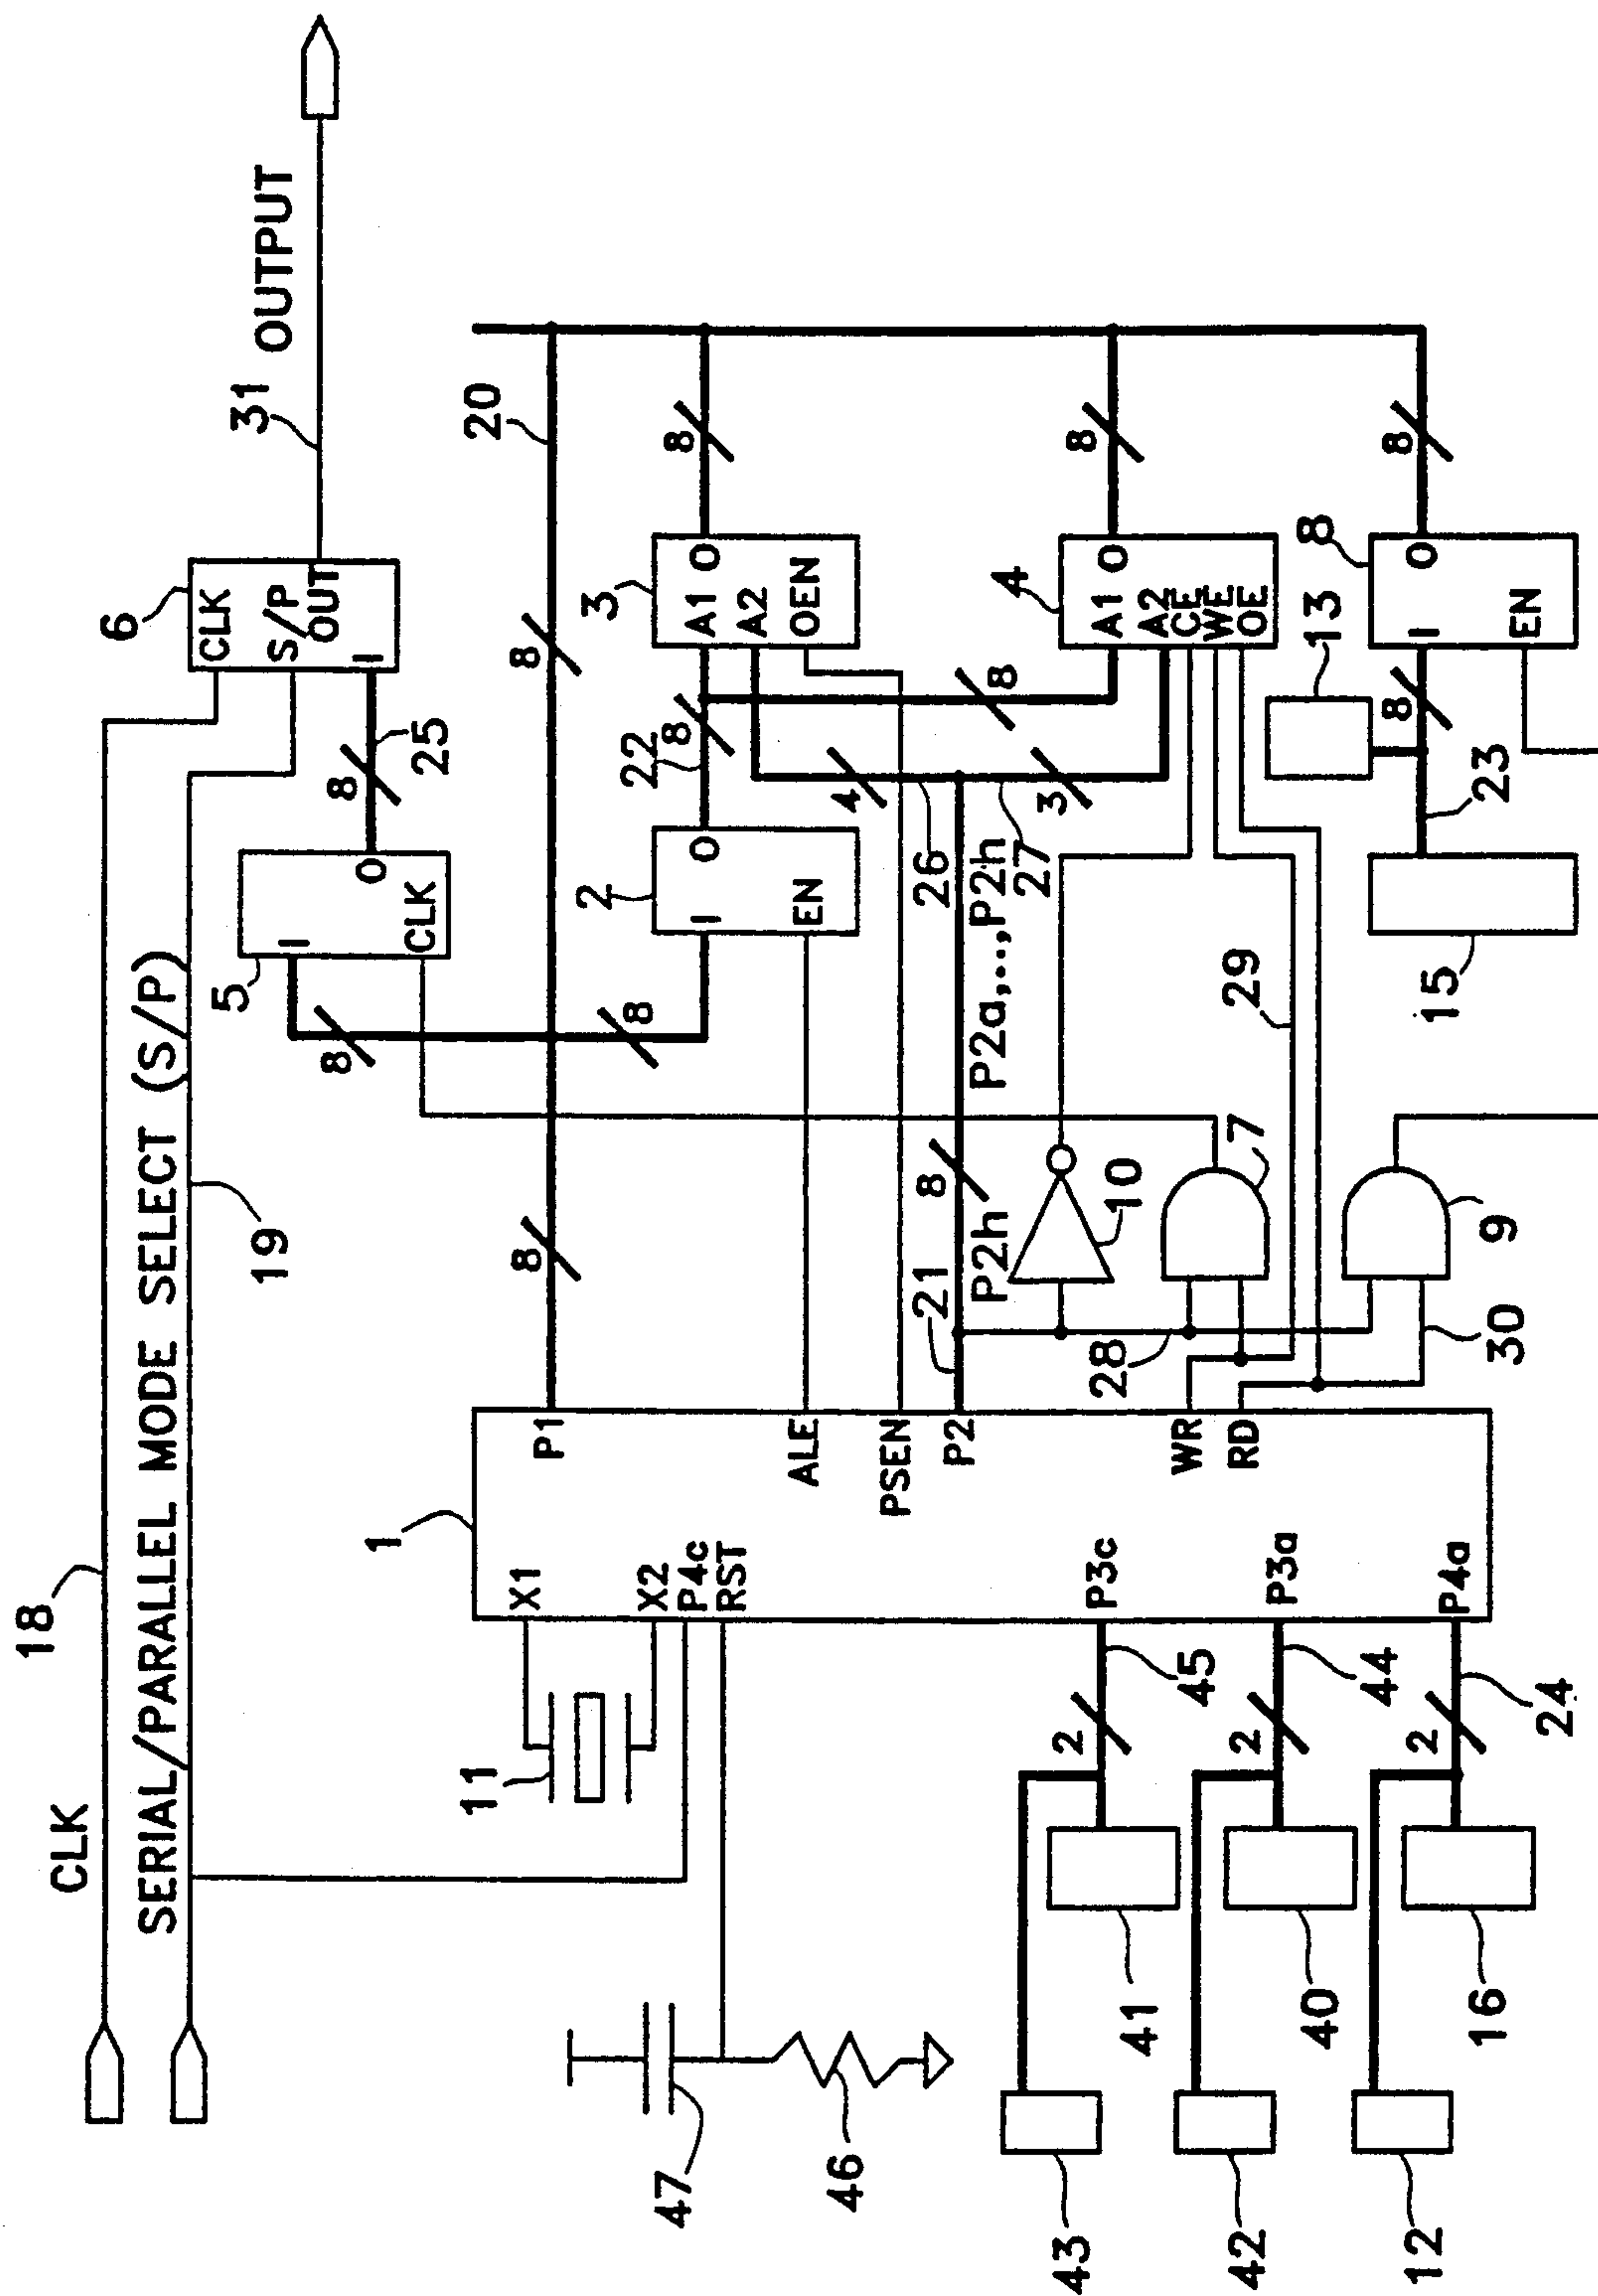 18
CLK
SERIAL/PARALLEL MODE SELECT (S/P)
19
6
CLK
S/P
OUT
I
31
OUTPUT
5
I
O
CLK
8
25
8
8
1
X1
X2
P4c
RST
P1
ALE
PSEN
P2
WR
RD
P3c
P3a
P4a
11
47
46
8
8
20
2
I
O
EN
22
8
3
A1
O
A2
OEN
8
8
4
26
3
27
21
8
P2h
P2a,..,P2h
10
7
28
29
9
30
4
A1
O
A2
CE
WE
OE
8
13
8
I
O
EN
8
8
23
15
43
41
2
45
42
40
2
44
12
16
2
24